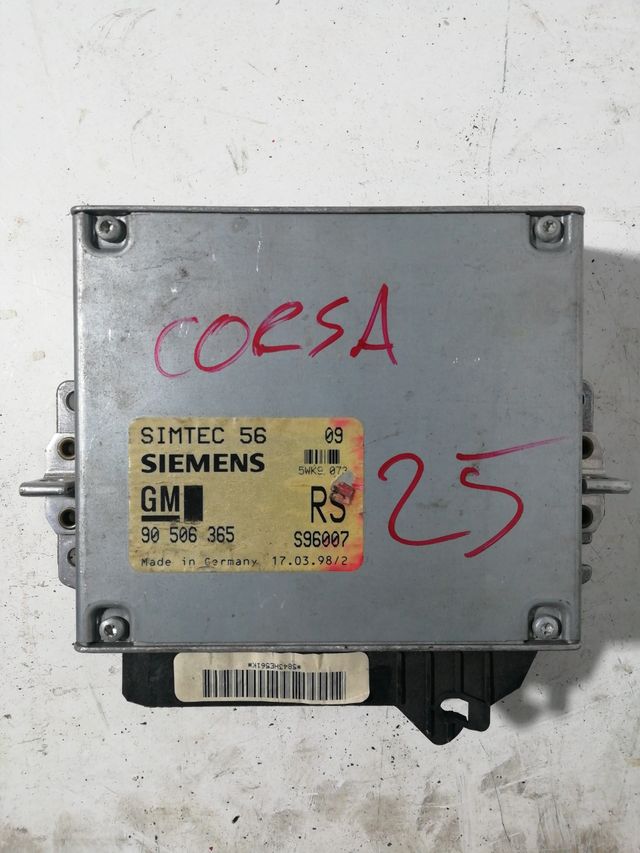 CORSA
SIMTEC 56 09
SIEMENS
5WK9 073
GM RS
90 506 365 S96007
Made in Germany 17.03.98/2
25
*5843HE561K*